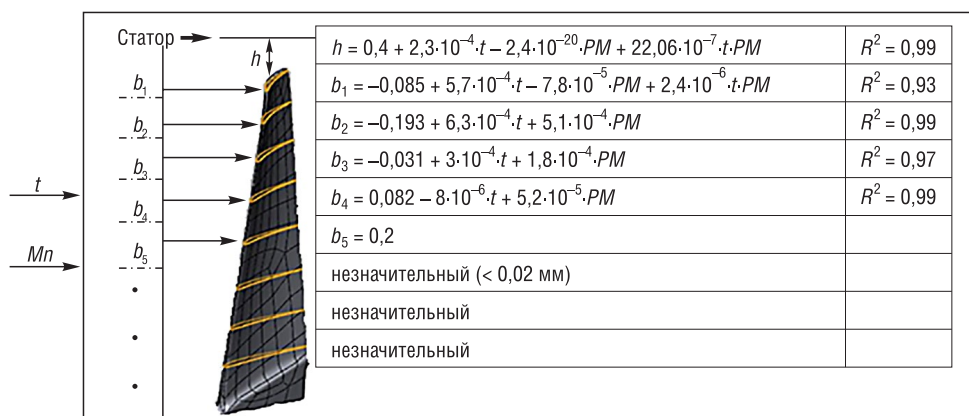 Статор
h
h = 0,4 + 2,3·10⁻⁴·t – 2,4·10⁻²⁰·PM + 22,06·10⁻⁷·t·PM
R² = 0,99
b₁
b₁ = –0,085 + 5,7·10⁻⁴·t – 7,8·10⁻⁵·PM + 2,4·10⁻⁶·t·PM
R² = 0,93
b₂
b₂ = –0,193 + 6,3·10⁻⁴·t + 5,1·10⁻⁴·PM
R² = 0,99
b₃
b₃ = –0,031 + 3·10⁻⁴·t + 1,8·10⁻⁴·PM
R² = 0,97
t
b₄
b₄ = 0,082 – 8·10⁻⁶·t + 5,2·10⁻⁵·PM
R² = 0,99
Mn
b₅
b₅ = 0,2
незначительный (< 0,02 мм)
незначительный
незначительный